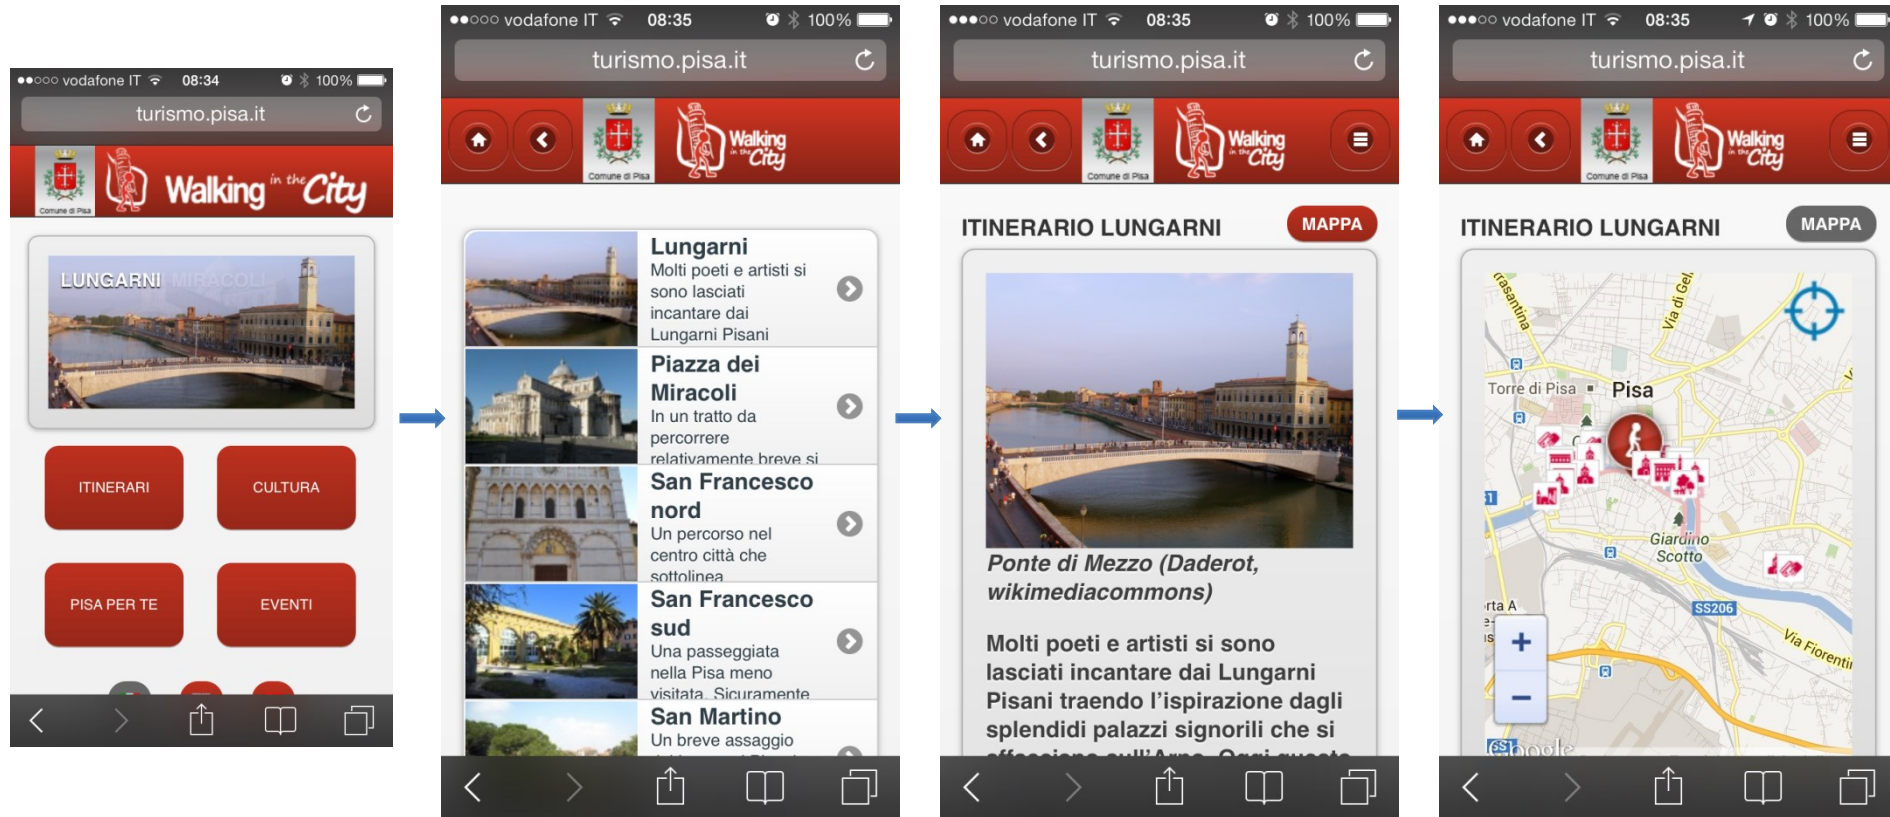 vodafone IT 08:34 100%
turismo.pisa.it
Comune di Pisa
Walking in the City
LUNGARNI MIRACOLI
ITINERARI
CULTURA
PISA PER TE
EVENTI
vodafone IT 08:35 100%
turismo.pisa.it
Comune di Pisa
Walking
in the City
Lungarni
Molti poeti e artisti si
sono lasciati
incantare dai
Lungarni Pisani
Piazza dei
Miracoli
In un tratto da
percorrere
relativamente breve si
San Francesco
nord
Un percorso nel
centro città che
sottolinea
San Francesco
sud
Una passeggiata
nella Pisa meno
visitata. Sicuramente
San Martino
Un breve assaggio
vodafone IT 08:35 100%
turismo.pisa.it
Comune di Pisa
Walking
in the City
ITINERARIO LUNGARNI
MAPPA
Ponte di Mezzo (Daderot,
wikimediacommons)
Molti poeti e artisti si sono
lasciati incantare dai Lungarni
Pisani traendo l'ispirazione dagli
splendidi palazzi signorili che si
affacciano sull'Arno. Oggi queste
vodafone IT 08:35 100%
turismo.pisa.it
Comune di Pisa
Walking
in the City
ITINERARIO LUNGARNI
MAPPA
Via di Gel
Torre di Pisa
Pisa
Giardino
Scotto
SS206
Via Fiorentin
Google